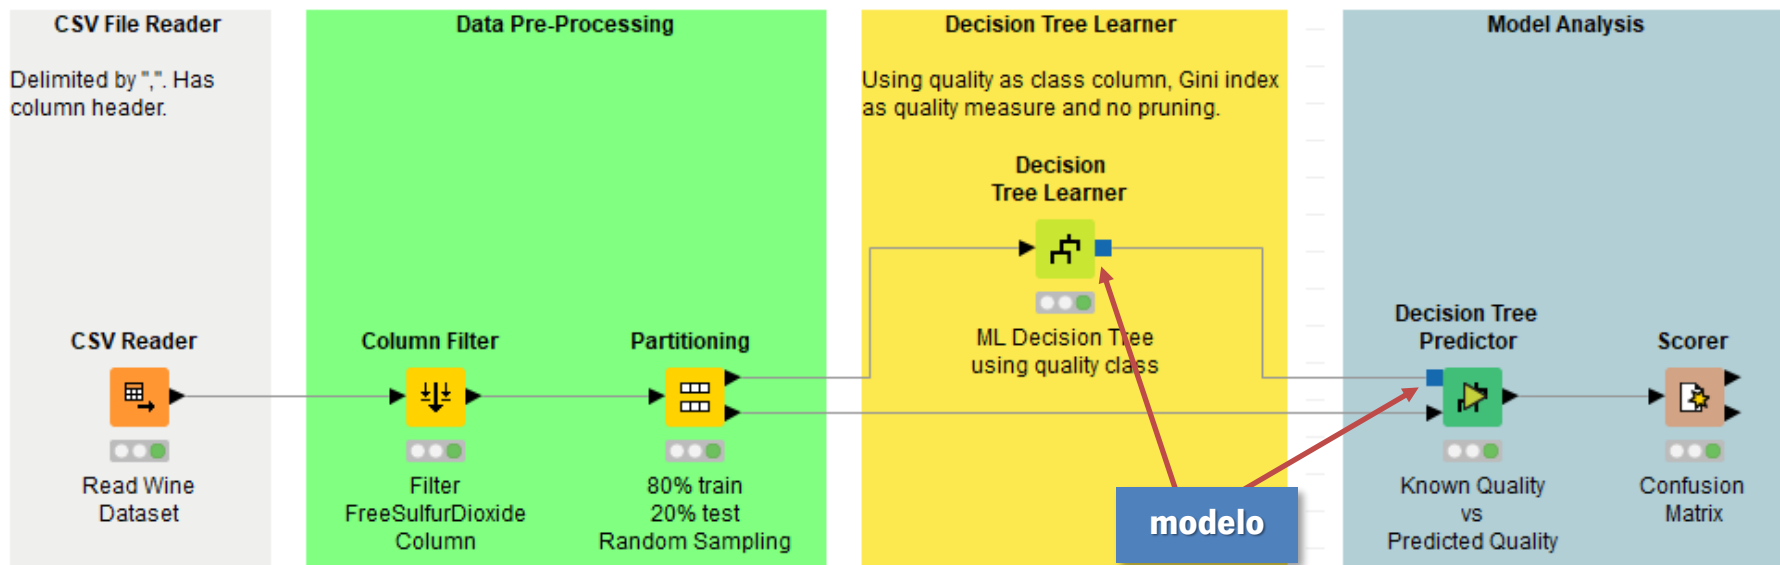 CSV File Reader
Delimited by ",". Has
column header.
CSV Reader
Read Wine
Dataset
Data Pre-Processing
Column Filter
Filter
FreeSulfurDioxide
Column
Partitioning
80% train
20% test
Random Sampling
Decision Tree Learner
Using quality as class column, Gini index
as quality measure and no pruning.
Decision
Tree Learner
ML Decision Tree
using quality class
modelo
Model Analysis
Decision Tree
Predictor
Known Quality
vs
Predicted Quality
Scorer
Confusion
Matrix